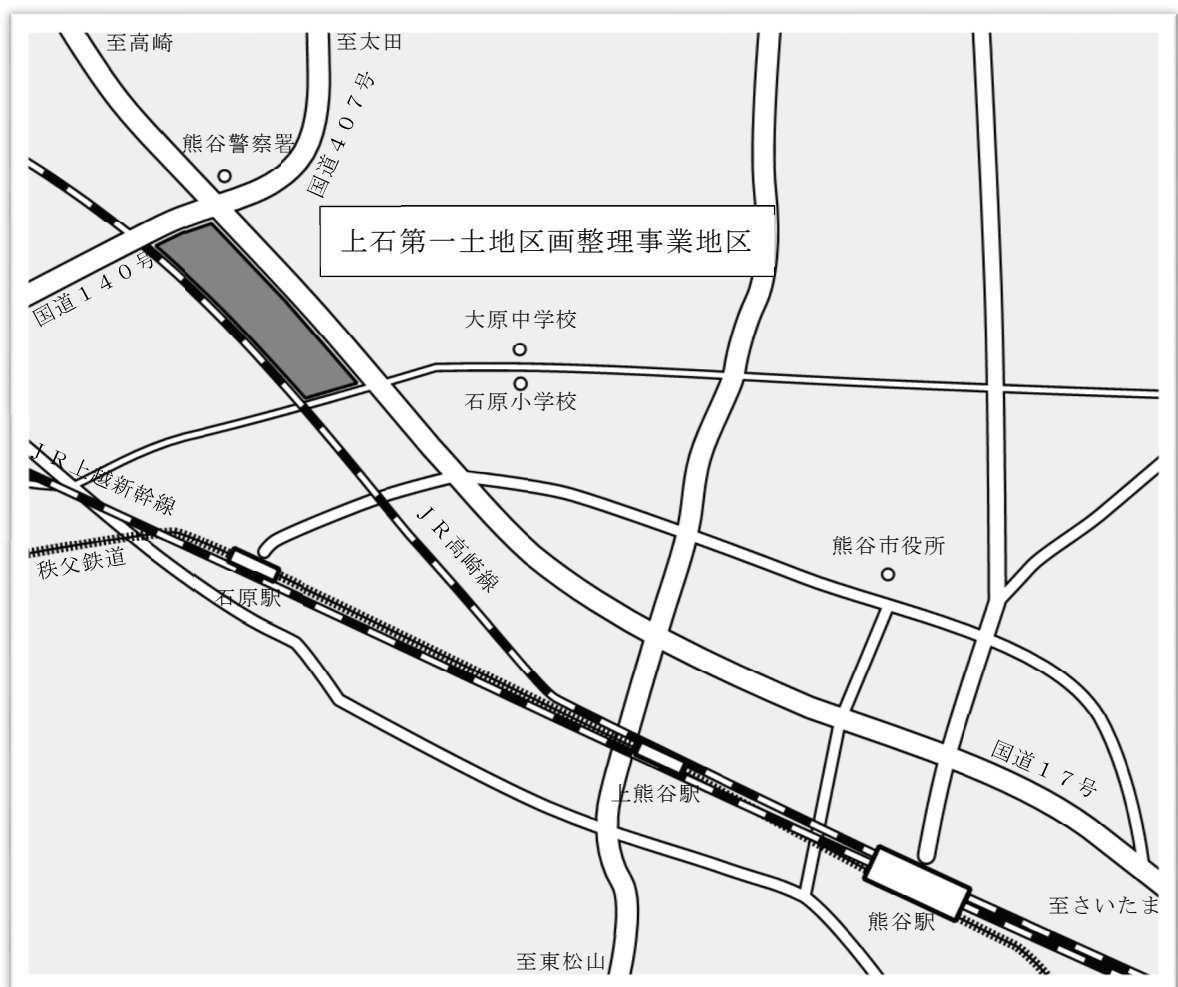 至高崎
至太田
国道４０７号
熊谷警察署
上石第一土地区画整理事業地区
国道１４０号
大原中学校
石原小学校
ＪＲ上越新幹線
ＪＲ高崎線
秩父鉄道
石原駅
熊谷市役所
国道１７号
上熊谷駅
熊谷駅
至さいたま
至東松山